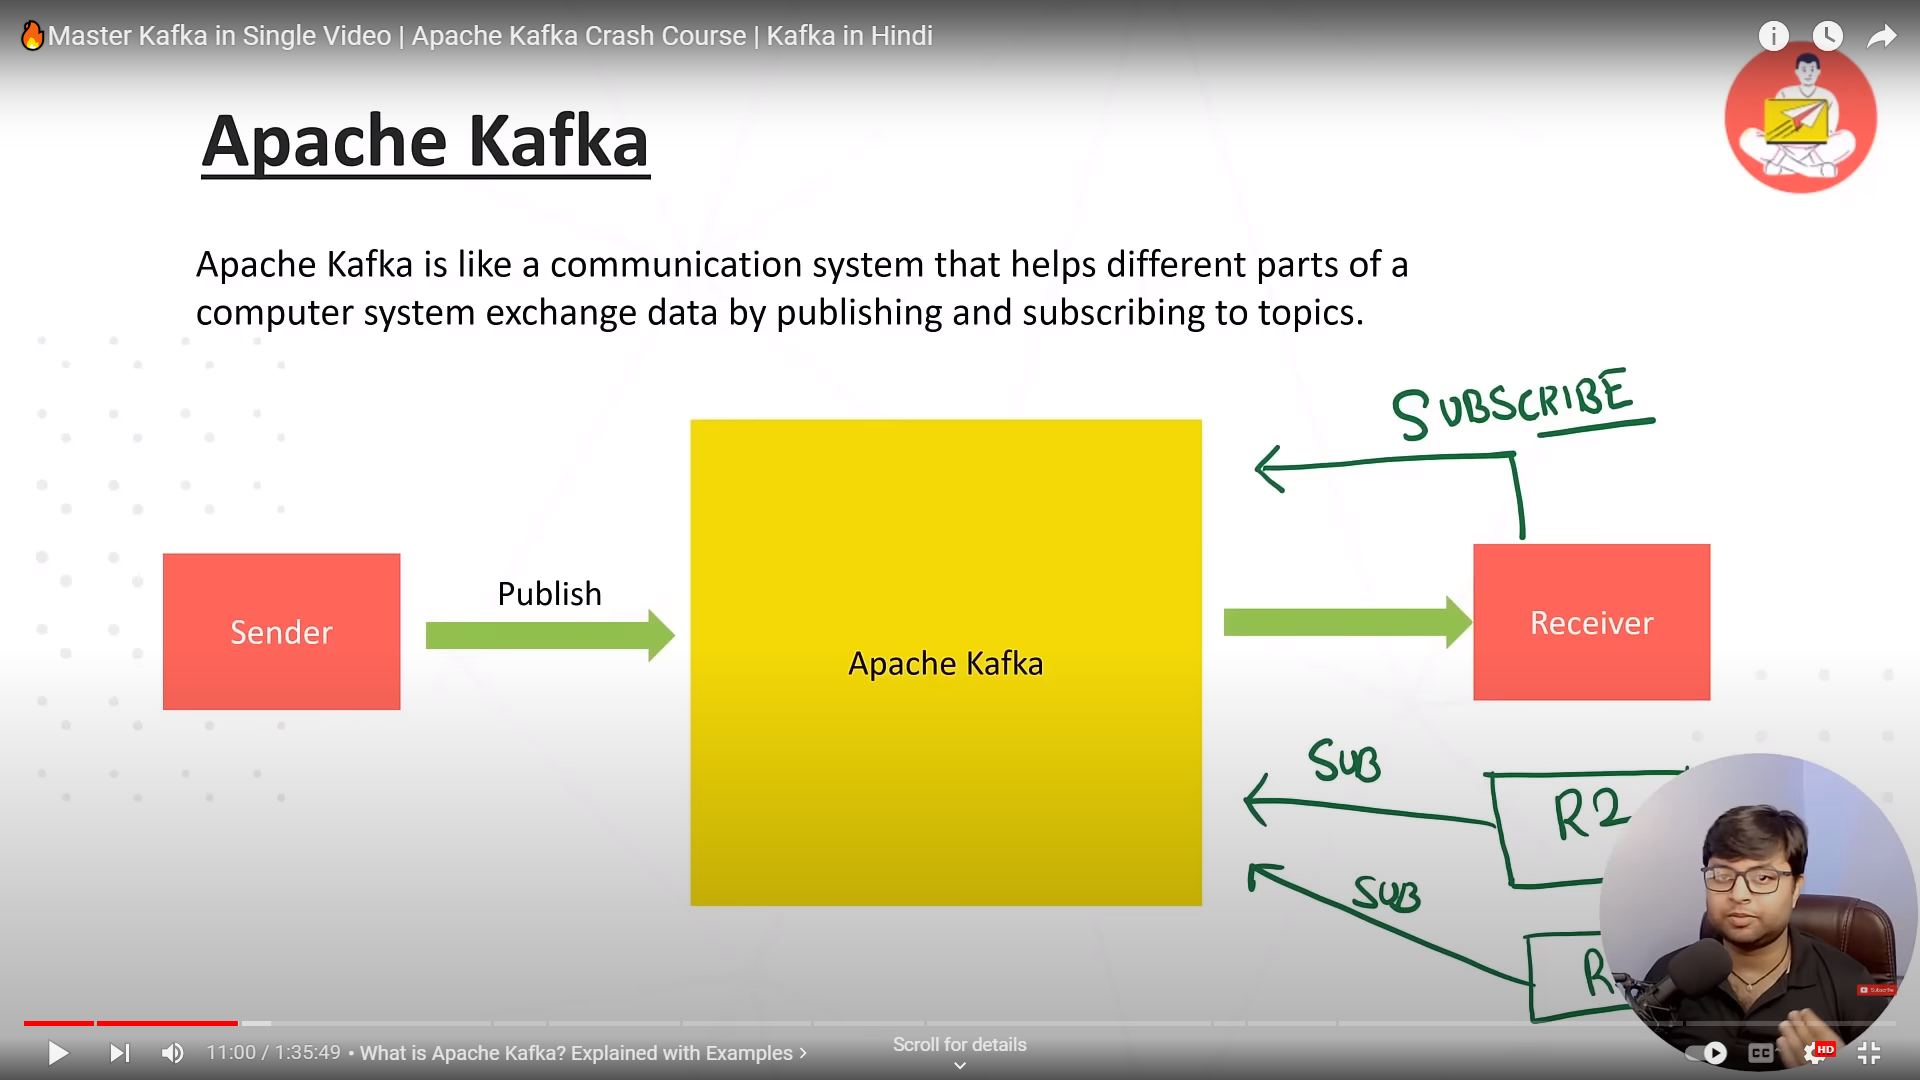 🔥Master Kafka in Single Video | Apache Kafka Crash Course | Kafka in Hindi
Apache Kafka
Apache Kafka is like a communication system that helps different parts of a
computer system exchange data by publishing and subscribing to topics.
SUBSCRIBE
Publish
Sender
Apache Kafka
Receiver
SUB
R2
SUB
R
Subscribe
11:00 / 1:35:49 • What is Apache Kafka? Explained with Examples ›
Scroll for details
CC
HD